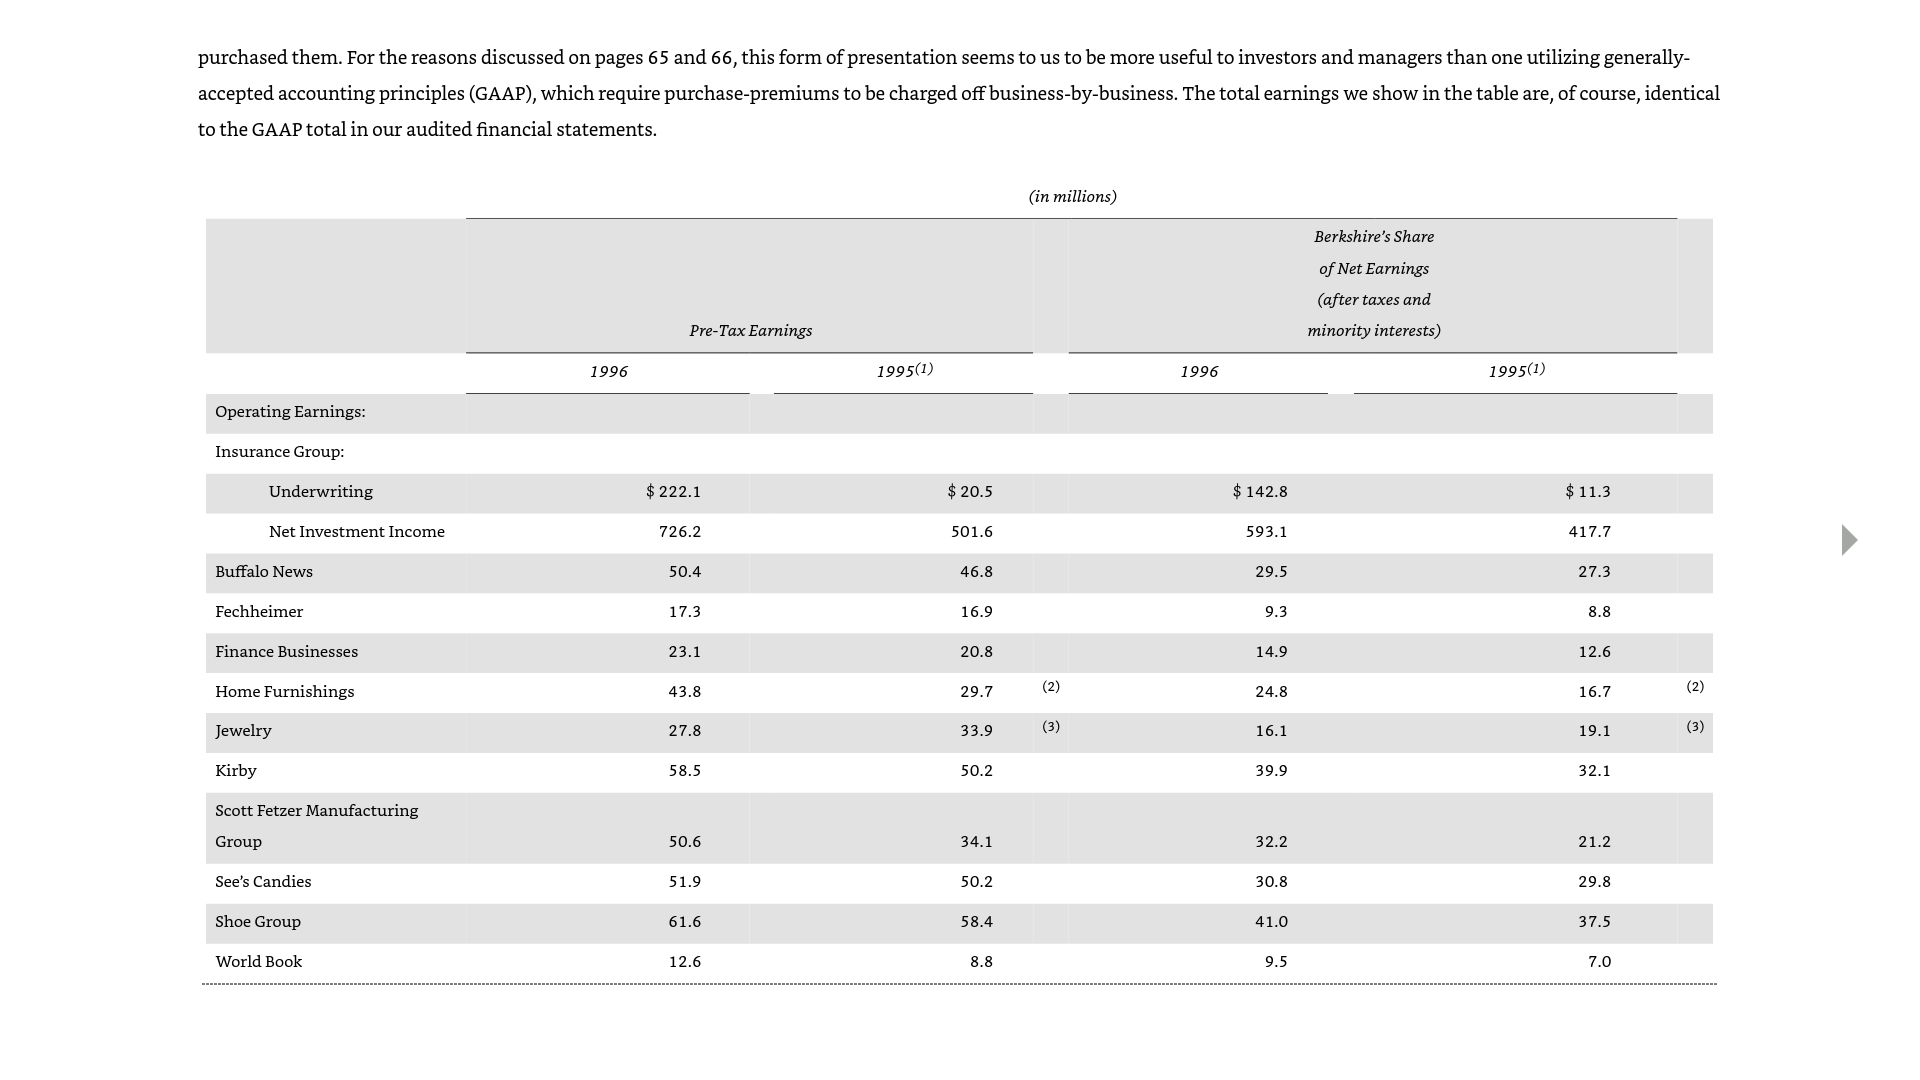 purchased them. For the reasons discussed on pages 65 and 66, this form of presentation seems to us to be more useful to investors and managers than one utilizing generally-
accepted accounting principles (GAAP), which require purchase-premiums to be charged off business-by-business. The total earnings we show in the table are, of course, identical
to the GAAP total in our audited financial statements.
(in millions)
Berkshire’s Share
of Net Earnings
(after taxes and
Pre-Tax Earnings minority interests)
1996 1995(1) 1996 1995(1)
Operating Earnings:
Insurance Group:
Underwriting $ 222.1 $ 20.5 $ 142.8 $ 11.3
Net Investment Income 726.2 501.6 593.1 417.7
Buffalo News 50.4 46.8 29.5 27.3
Fechheimer 17.3 16.9 9.3 8.8
Finance Businesses 23.1 20.8 14.9 12.6
Home Furnishings 43.8 29.7 (2) 24.8 16.7 (2)
Jewelry 27.8 33.9 (3) 16.1 19.1 (3)
Kirby 58.5 50.2 39.9 32.1
Scott Fetzer Manufacturing
Group 50.6 34.1 32.2 21.2
See’s Candies 51.9 50.2 30.8 29.8
Shoe Group 61.6 58.4 41.0 37.5
World Book 12.6 8.8 9.5 7.0